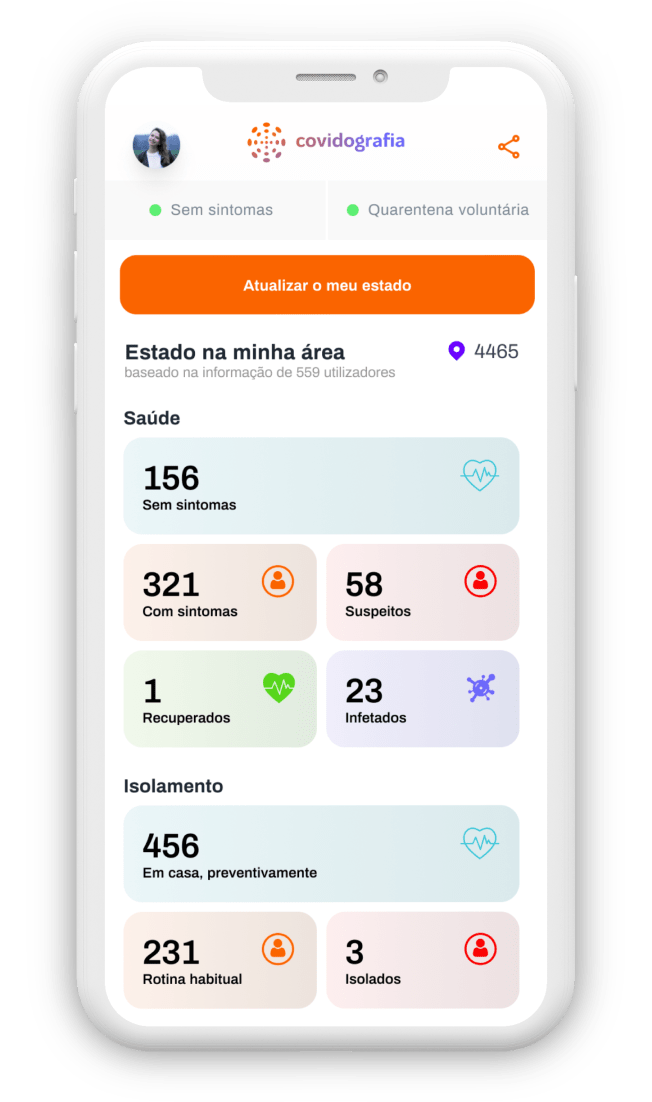 covidografia
Sem sintomas
Quarentena voluntária
Atualizar o meu estado
Estado na minha área
4465
baseado na informação de 559 utilizadores
Saúde
156
Sem sintomas
321
Com sintomas
58
Suspeitos
1
Recuperados
23
Infetados
Isolamento
456
Em casa, preventivamente
231
Rotina habitual
3
Isolados